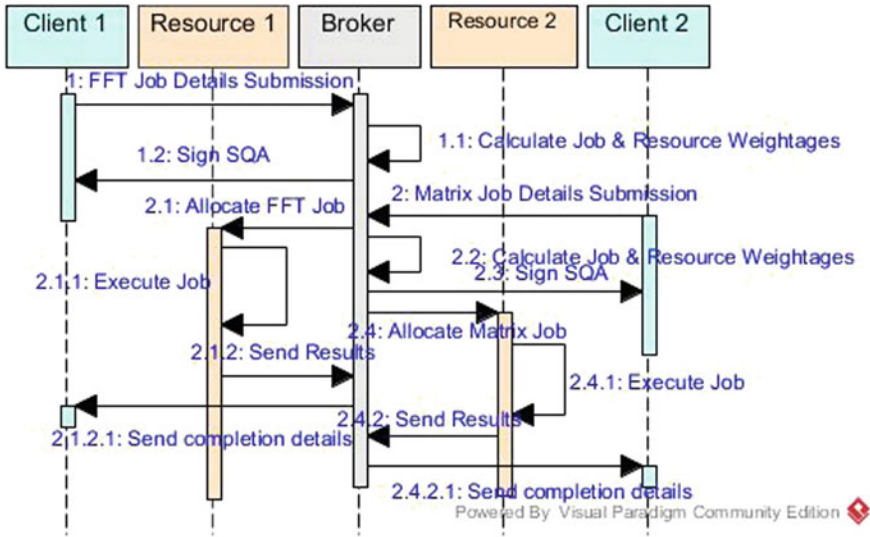 Client 1
Resource 1
Broker
Resource 2
Client 2
1: FFT Job Details Submission
1.1: Calculate Job & Resource Weightages
1.2: Sign SQA
2: Matrix Job Details Submission
2.1: Allocate FFT Job
2.2: Calculate Job & Resource Weightages
2.3: Sign SQA
2.1.1: Execute Job
2.4: Allocate Matrix Job
2.1.2: Send Results
2.4.1: Execute Job
2.4.2: Send Results
2.1.2.1: Send completion details
2.4.2.1: Send completion details
Powered By Visual Paradigm Community Edition